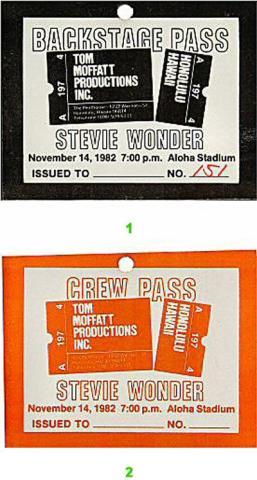 BACKSTAGE PASS
A 197 4
TOM
MOFFATT
PRODUCTIONS
INC.
HONOLULU
HAWAII
A
197
4
STEVIE WONDER
November 14, 1982 7:00 p.m. Aloha Stadium
ISSUED TO NO. 151
1
CREW PASS
A 197 4
TOM
MOFFATT
PRODUCTIONS
INC.
HONOLULU
HAWAII
A
197
4
STEVIE WONDER
November 14, 1982 7:00 p.m. Aloha Stadium
ISSUED TO NO.
2